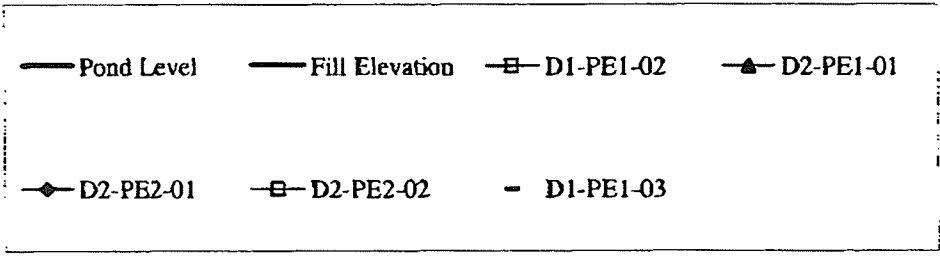 Pond Level Fill Elevation D1-PE1-02 D2-PE1-01
D2-PE2-01 D2-PE2-02 D1-PE1-03